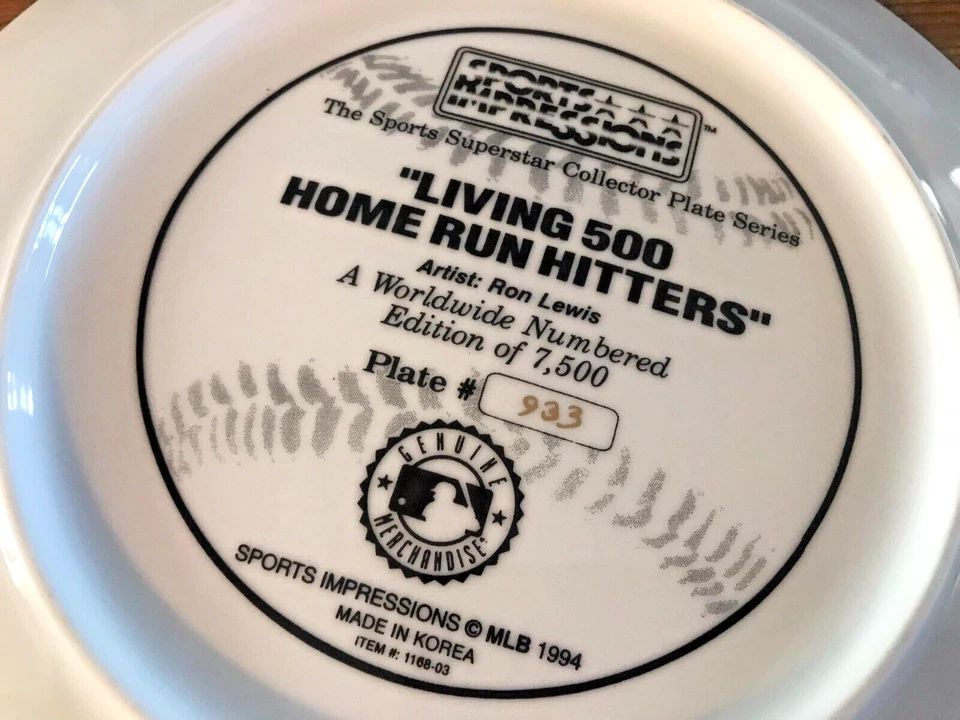 SPORTS
IMPRESSIONS™
The Sports Superstar Collector Plate Series
"LIVING 500
HOME RUN HITTERS"
Artist: Ron Lewis
A Worldwide Numbered
Edition of 7,500
Plate # 933
GENUINE
MERCHANDISE®
SPORTS IMPRESSIONS © MLB 1994
MADE IN KOREA
ITEM #: 1168-03